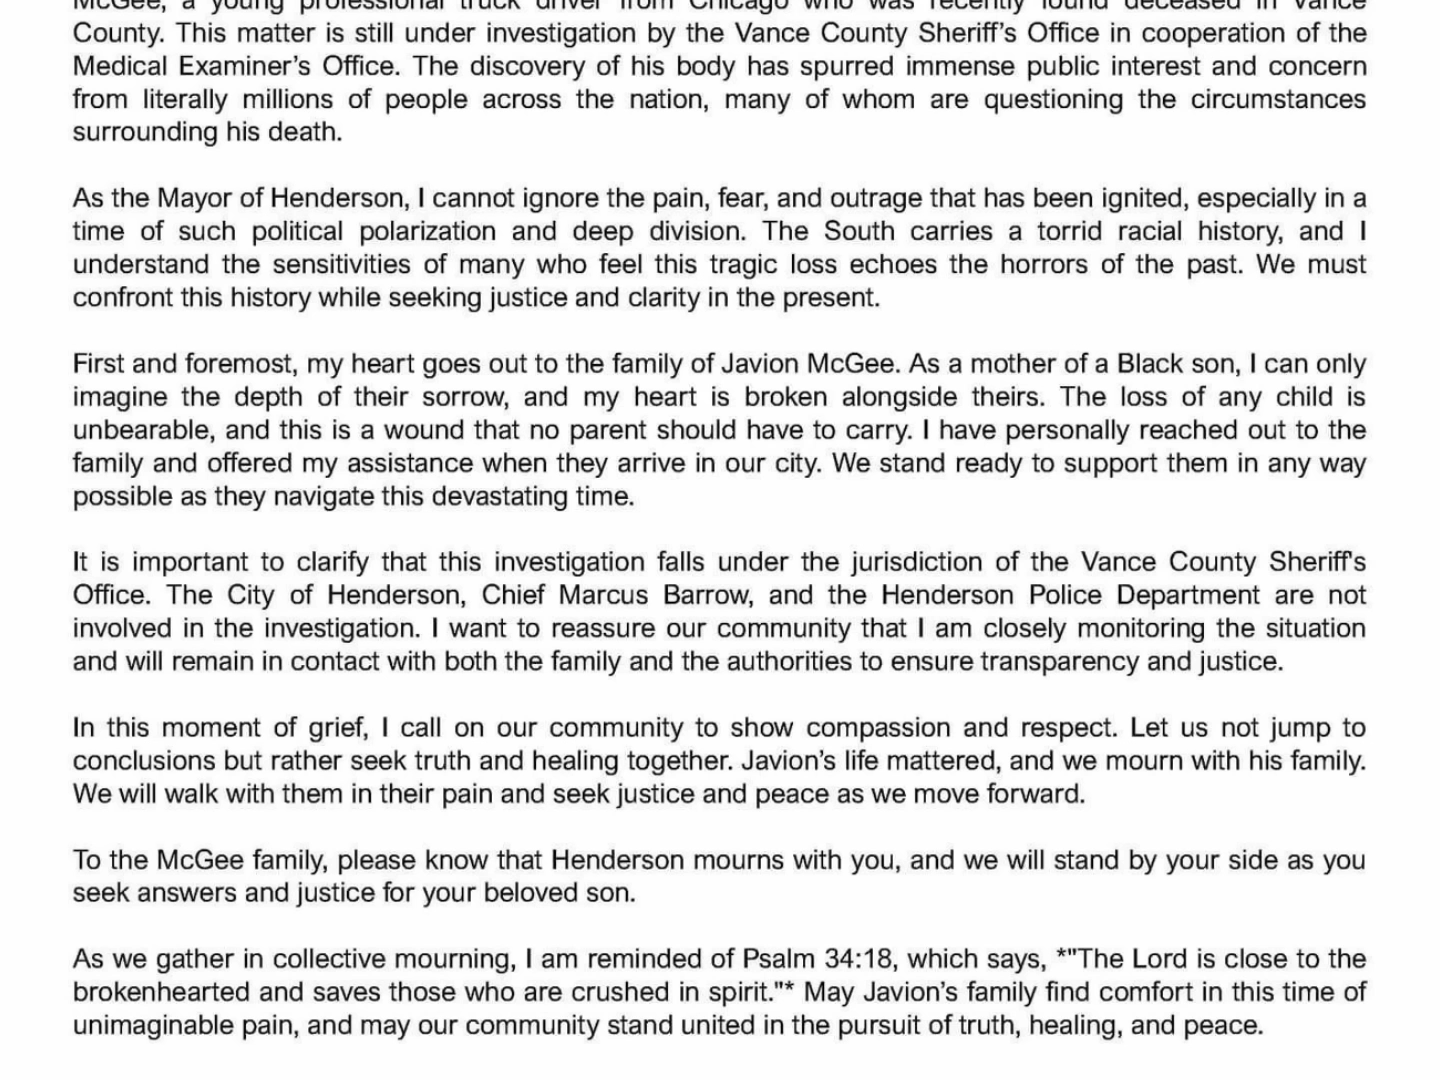 McGee, a young professional truck driver from Chicago who was recently found deceased in Vance
County. This matter is still under investigation by the Vance County Sheriff’s Office in cooperation of the
Medical Examiner’s Office. The discovery of his body has spurred immense public interest and concern
from literally millions of people across the nation, many of whom are questioning the circumstances
surrounding his death.
As the Mayor of Henderson, I cannot ignore the pain, fear, and outrage that has been ignited, especially in a
time of such political polarization and deep division. The South carries a torrid racial history, and I
understand the sensitivities of many who feel this tragic loss echoes the horrors of the past. We must
confront this history while seeking justice and clarity in the present.
First and foremost, my heart goes out to the family of Javion McGee. As a mother of a Black son, I can only
imagine the depth of their sorrow, and my heart is broken alongside theirs. The loss of any child is
unbearable, and this is a wound that no parent should have to carry. I have personally reached out to the
family and offered my assistance when they arrive in our city. We stand ready to support them in any way
possible as they navigate this devastating time.
It is important to clarify that this investigation falls under the jurisdiction of the Vance County Sheriff's
Office. The City of Henderson, Chief Marcus Barrow, and the Henderson Police Department are not
involved in the investigation. I want to reassure our community that I am closely monitoring the situation
and will remain in contact with both the family and the authorities to ensure transparency and justice.
In this moment of grief, I call on our community to show compassion and respect. Let us not jump to
conclusions but rather seek truth and healing together. Javion’s life mattered, and we mourn with his family.
We will walk with them in their pain and seek justice and peace as we move forward.
To the McGee family, please know that Henderson mourns with you, and we will stand by your side as you
seek answers and justice for your beloved son.
As we gather in collective mourning, I am reminded of Psalm 34:18, which says, *"The Lord is close to the
brokenhearted and saves those who are crushed in spirit."* May Javion’s family find comfort in this time of
unimaginable pain, and may our community stand united in the pursuit of truth, healing, and peace.